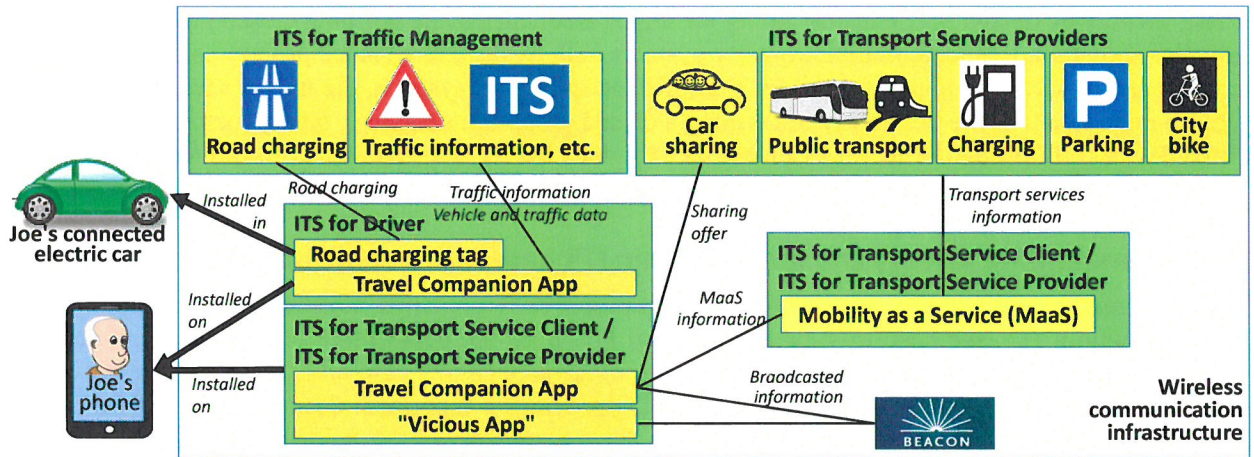 ITS for Traffic Management
Road charging
ITS
Traffic information, etc.
ITS for Transport Service Providers
Car
sharing
Public transport
Charging
P
Parking
City
bike
Joe's connected
electric car
Installed
in
Road charging
Traffic information
Vehicle and traffic data
Sharing
offer
Transport services
information
ITS for Driver
Road charging tag
Travel Companion App
Installed
on
Joe's
phone
Installed
on
ITS for Transport Service Client /
ITS for Transport Service Provider
Travel Companion App
"Vicious App"
MaaS
information
ITS for Transport Service Client /
ITS for Transport Service Provider
Mobility as a Service (MaaS)
Braodcasted
information
BEACON
Wireless
communication
infrastructure